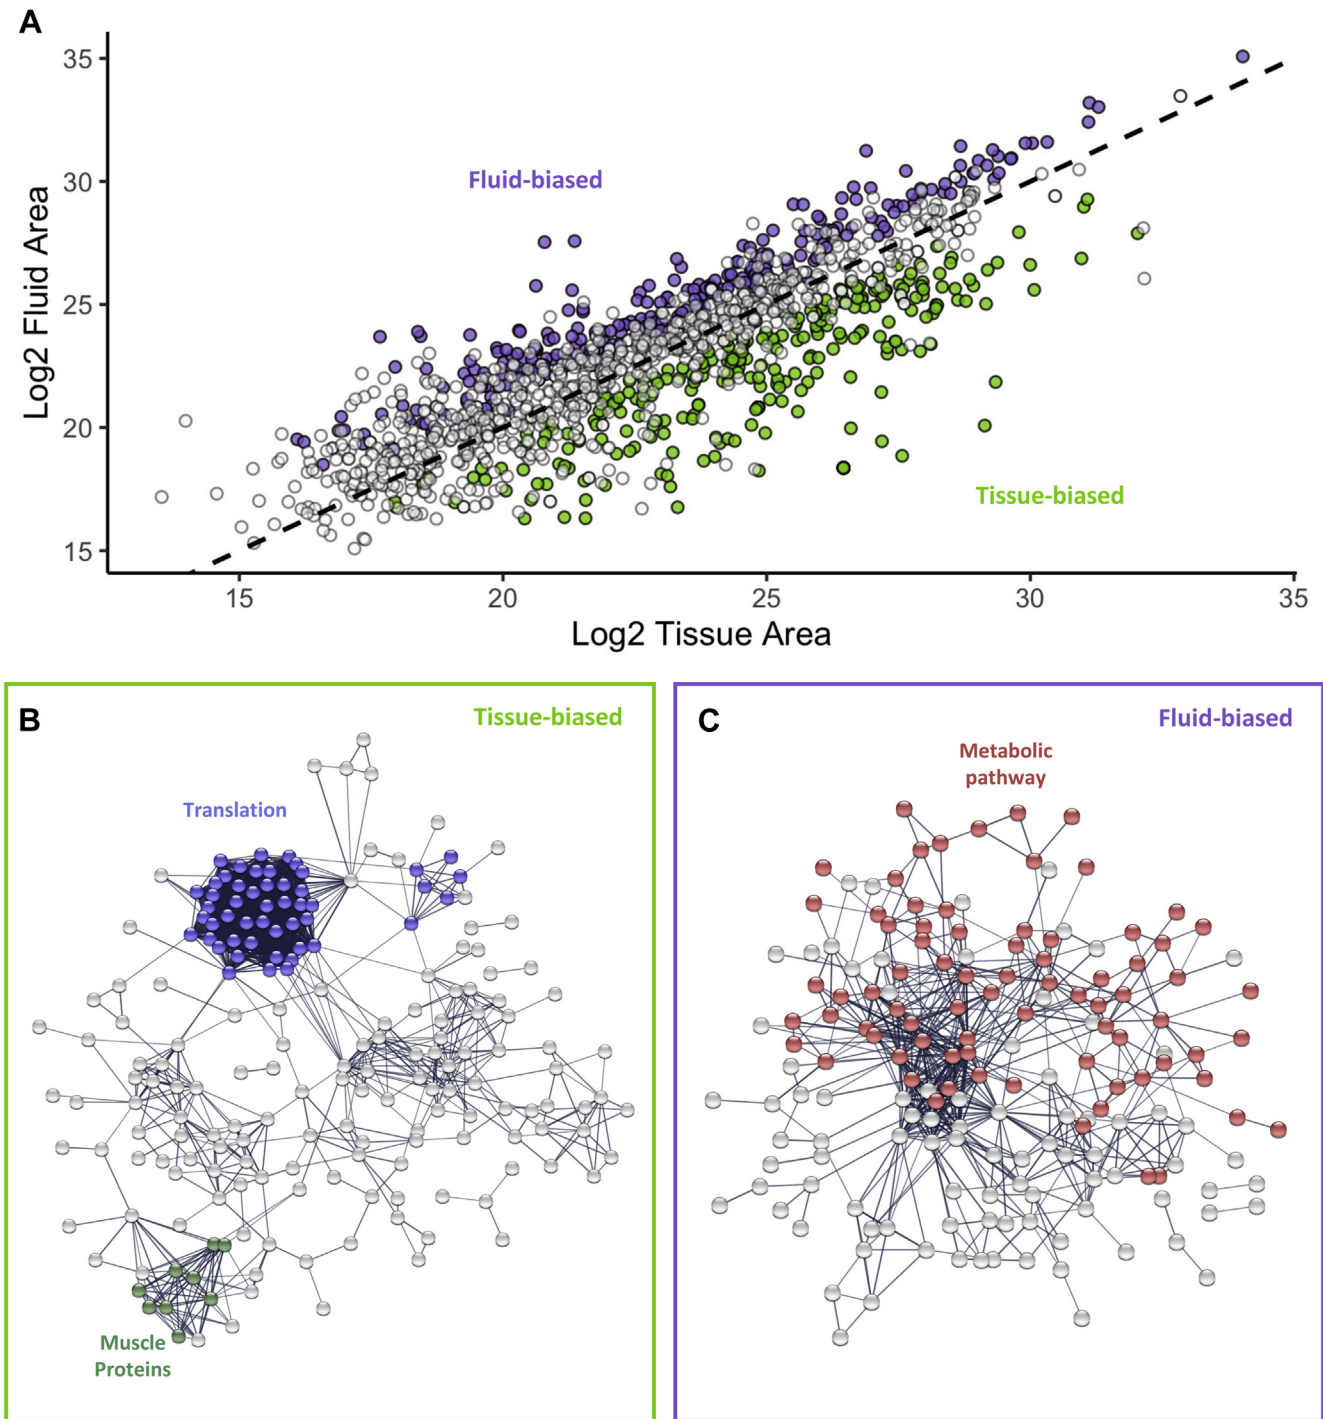 A
35
30
25
20
15
Log2 Fluid Area
Fluid-biased
Tissue-biased
15
20
25
30
35
Log2 Tissue Area
B
Tissue-biased
Translation
Muscle
Proteins
C
Fluid-biased
Metabolic
pathway